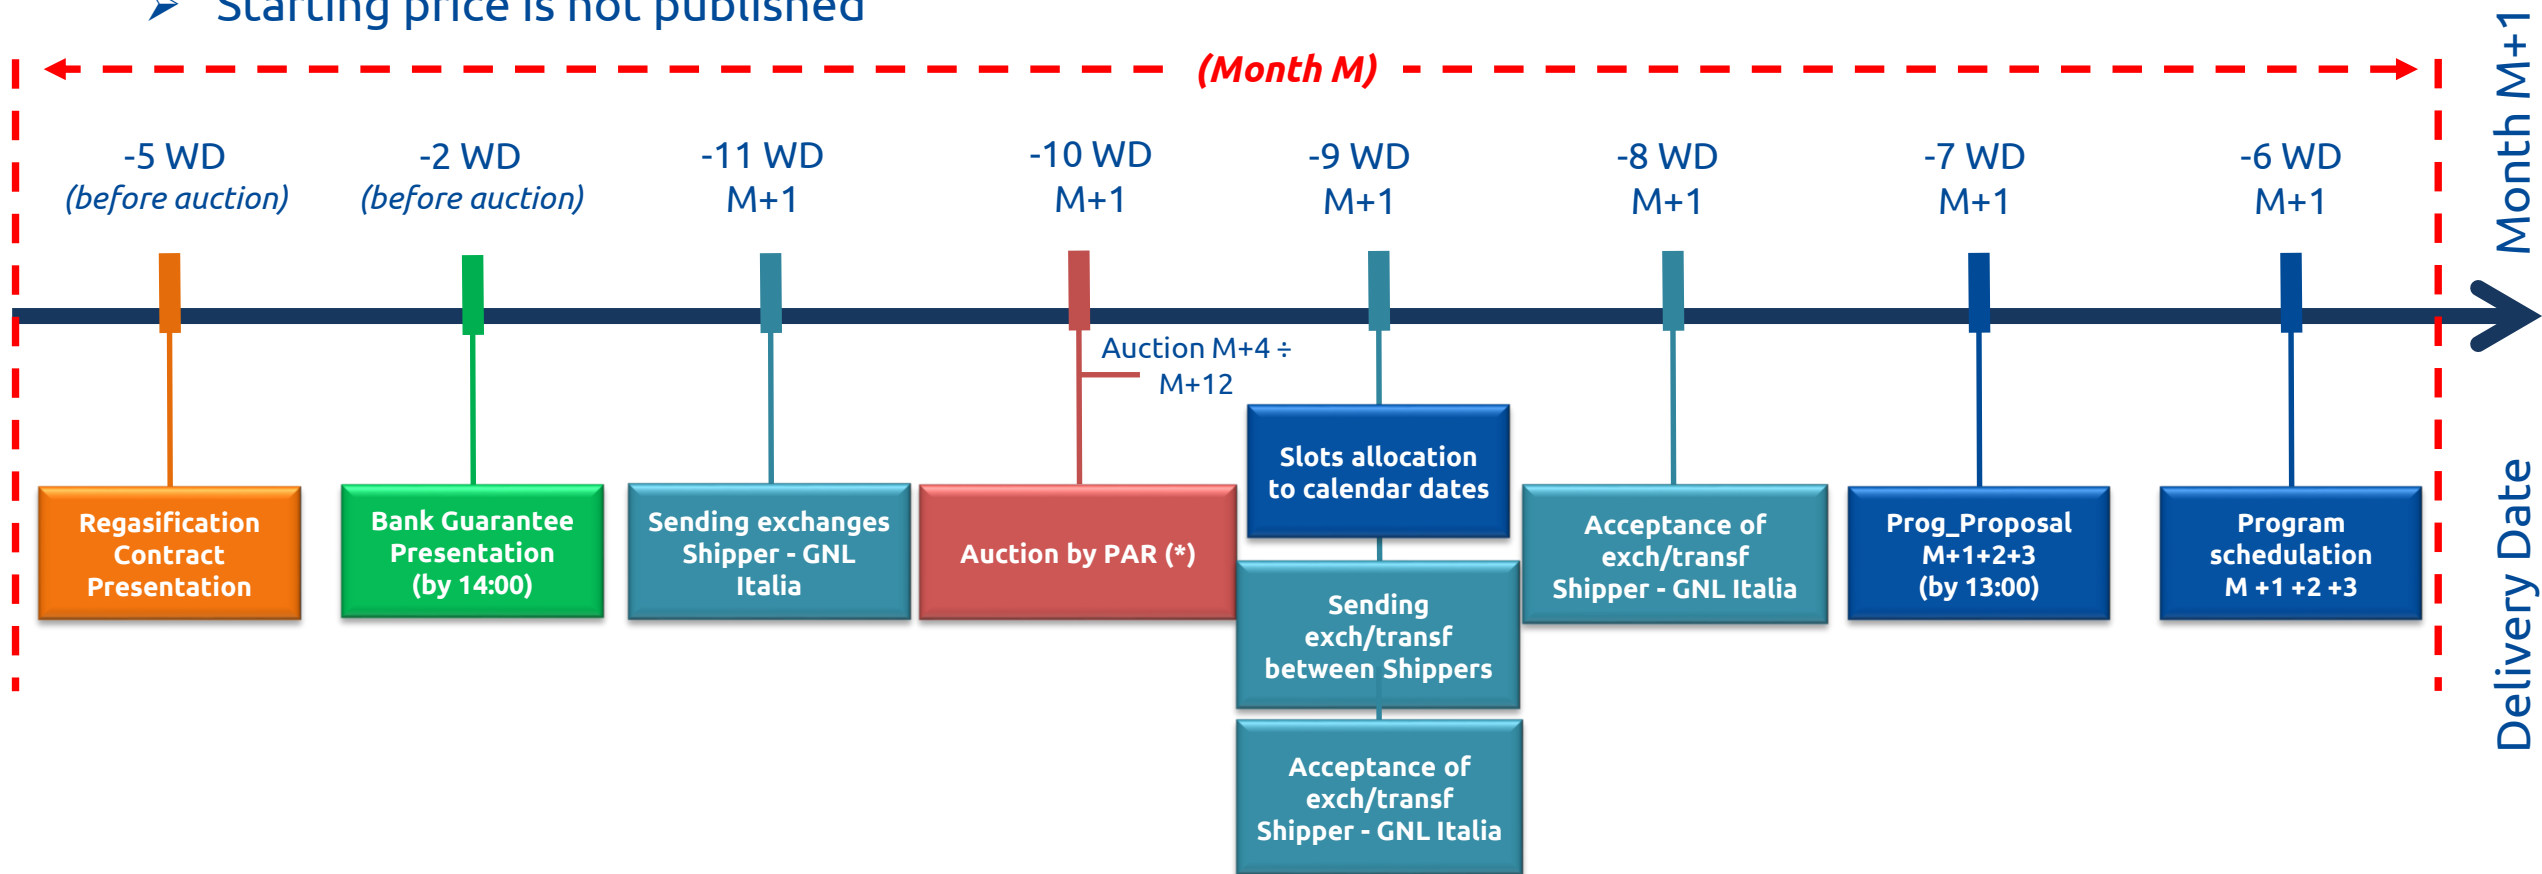 ➤ Starting price is not published
(Month M)
-5 WD
(before auction)
-2 WD
(before auction)
-11 WD
M+1
-10 WD
M+1
-9 WD
M+1
-8 WD
M+1
-7 WD
M+1
-6 WD
M+1
Auction M+4 ÷
M+12
Regasification
Contract
Presentation
Bank Guarantee
Presentation
(by 14:00)
Sending exchanges
Shipper - GNL
Italia
Auction by PAR (*)
Slots allocation
to calendar dates
Sending
exch/transf
between Shippers
Acceptance of
exch/transf
Shipper - GNL Italia
Acceptance of
exch/transf
Shipper - GNL Italia
Prog_Proposal
M+1+2+3
(by 13:00)
Program
schedulation
M +1 +2 +3
Delivery Date Month M+1